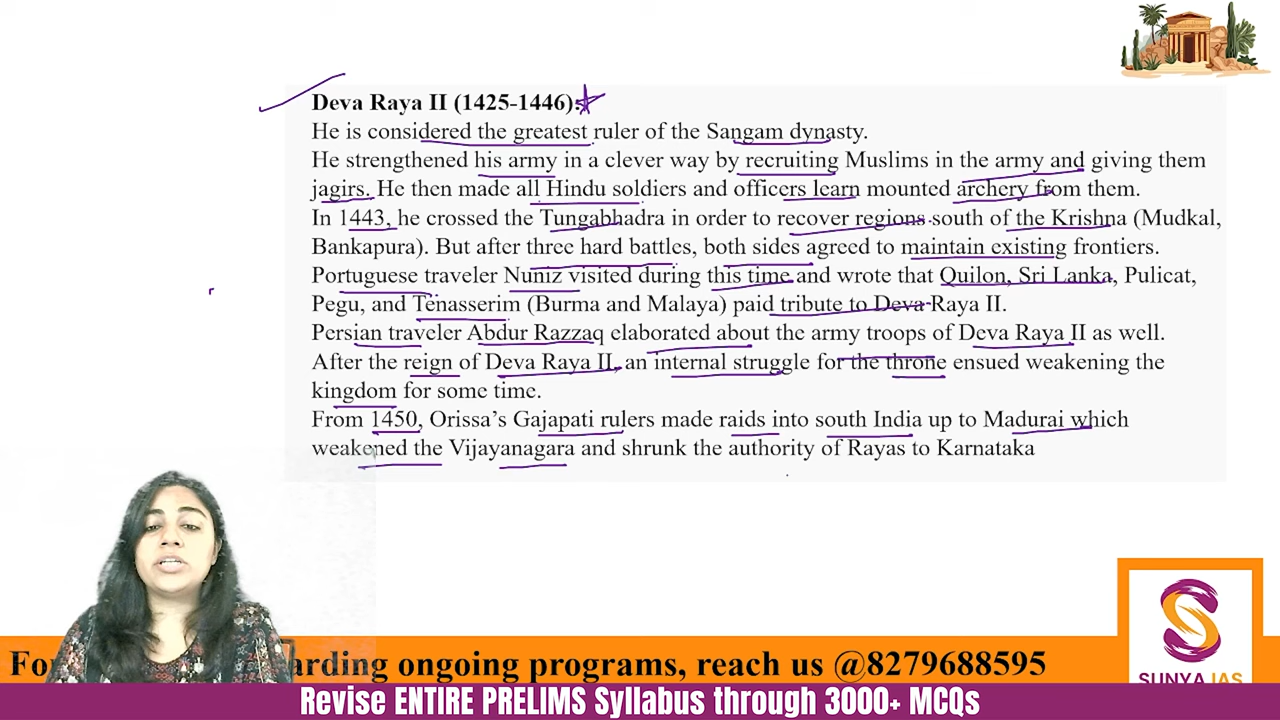 Deva Raya II (1425-1446):
He is considered the greatest ruler of the Sangam dynasty.
He strengthened his army in a clever way by recruiting Muslims in the army and giving them
jagirs. He then made all Hindu soldiers and officers learn mounted archery from them.
In 1443, he crossed the Tungabhadra in order to recover regions south of the Krishna (Mudkal,
Bankapura). But after three hard battles, both sides agreed to maintain existing frontiers.
Portuguese traveler Nuniz visited during this time and wrote that Quilon, Sri Lanka, Pulicat,
Pegu, and Tenasserim (Burma and Malaya) paid tribute to Deva Raya II.
Persian traveler Abdur Razzaq elaborated about the army troops of Deva Raya II as well.
After the reign of Deva Raya II, an internal struggle for the throne ensued weakening the
kingdom for some time.
From 1450, Orissa's Gajapati rulers made raids into south India up to Madurai which
weakened the Vijayanagara and shrunk the authority of Rayas to Karnataka
ongoing programs, reach us @8279688595
SUNYA IAS
Revise ENTIRE PRELIMS Syllabus through 3000+ MCQs